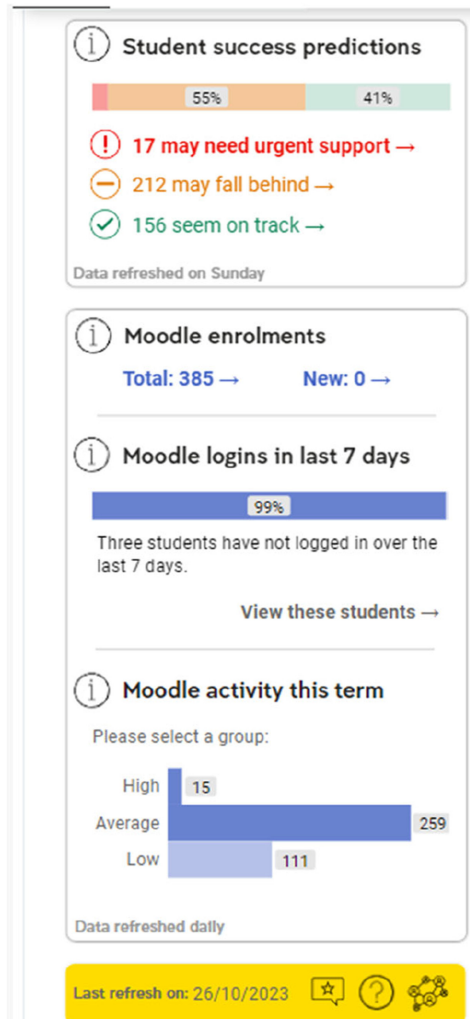 Student success predictions
55% 41%
17 may need urgent support →
212 may fall behind →
156 seem on track →
Data refreshed on Sunday
Moodle enrolments
Total: 385 → New: 0 →
Moodle logins in last 7 days
99%
Three students have not logged in over the
last 7 days.
View these students →
Moodle activity this term
Please select a group:
High 15
Average 259
Low 111
Data refreshed daily
Last refresh on: 26/10/2023